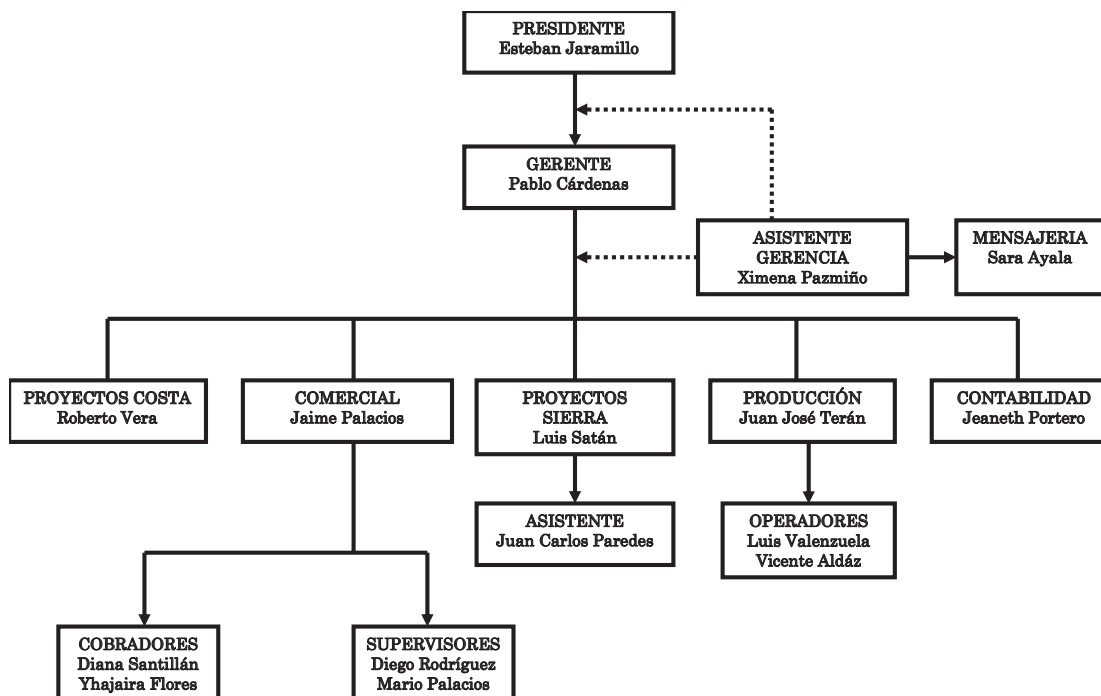 PRESIDENTE
Esteban Jaramillo
GERENTE
Pablo Cárdenas
ASISTENTE
GERENCIA
Ximena Pazmiño
MENSAJERIA
Sara Ayala
PROYECTOS COSTA
Roberto Vera
COMERCIAL
Jaime Palacios
PROYECTOS
SIERRA
Luis Satán
PRODUCCIÓN
Juan José Terán
CONTABILIDAD
Jeaneth Portero
ASISTENTE
Juan Carlos Paredes
OPERADORES
Luis Valenzuela
Vicente Aldáz
COBRADORES
Diana Santillán
Yhajaira Flores
SUPERVISORES
Diego Rodríguez
Mario Palacios